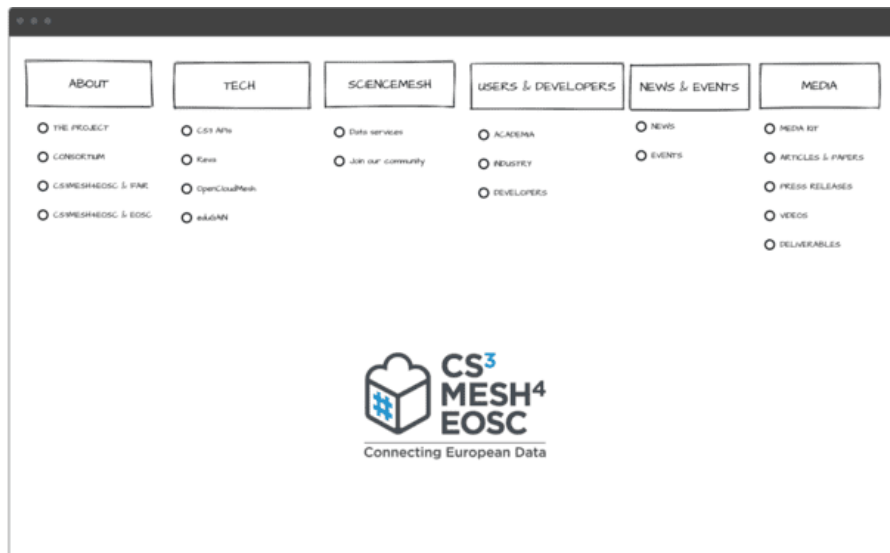 ABOUT
THE PROJECT
CONSORTIUM
CS3MESH4EOSC & FAIR
CS3MESH4EOSC & EOSC
TECH
CS3 APIs
Reva
OpenCloudMesh
eduGAIN
SCIENCEMESH
Data services
Join our community
USERS & DEVELOPERS
ACADEMIA
INDUSTRY
DEVELOPERS
NEWS & EVENTS
NEWS
EVENTS
MEDIA
MEDIA KIT
ARTICLES & PAPERS
PRESS RELEASES
VIDEOS
DELIVERABLES
CS³
MESH⁴
EOSC
Connecting European Data